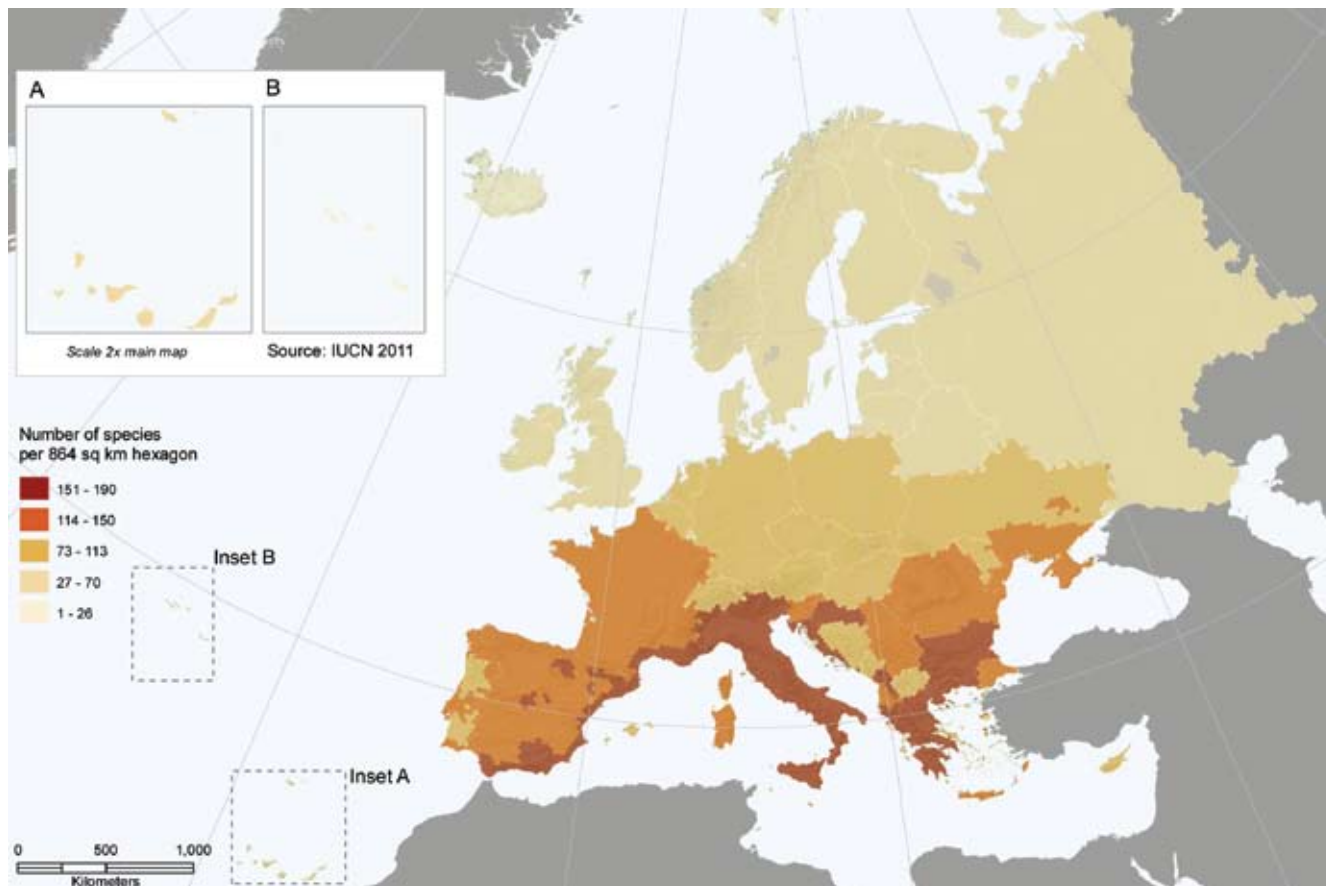 A
B
Scale 2x main map
Source: IUCN 2011
Number of species
per 864 sq km hexagon
151 - 190
114 - 150
73 - 113
27 - 70
1 - 26
Inset B
Inset A
0 500 1,000
Kilometers